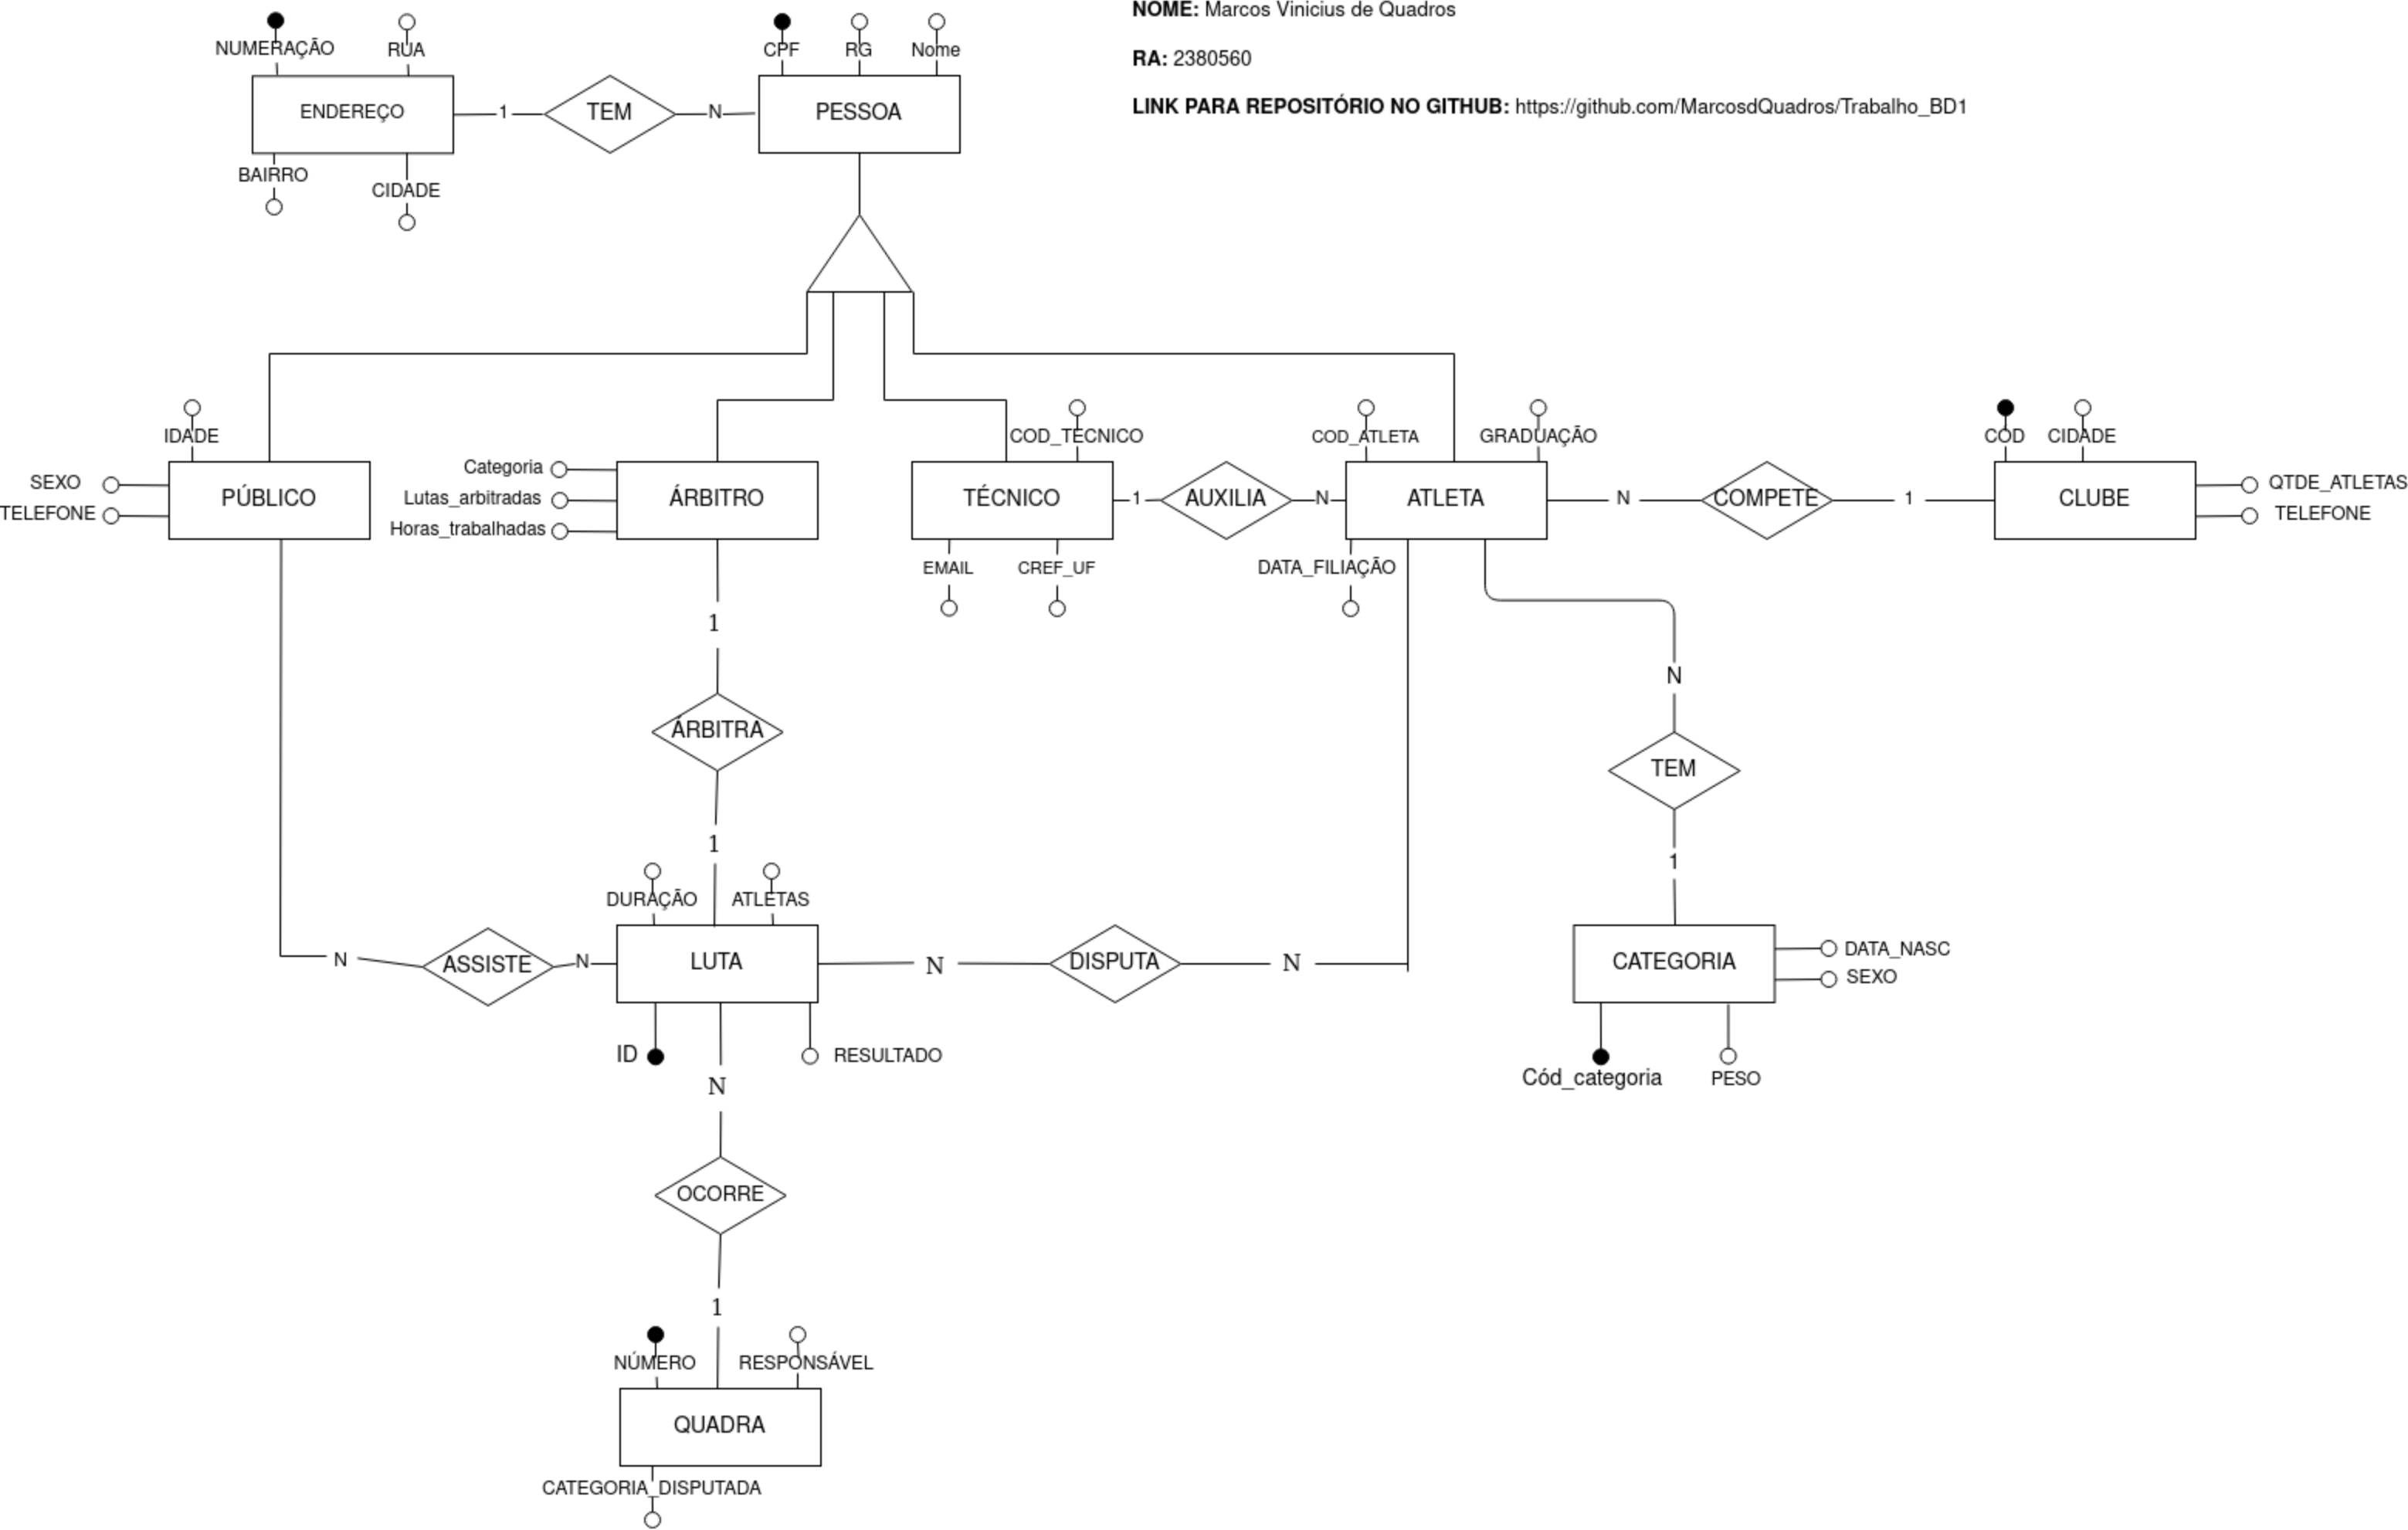 NOME: Marcos Vinicius de Quadros
RA: 2380560
LINK PARA REPOSITÓRIO NO GITHUB: https://github.com/MarcosdQuadros/Trabalho_BD1
NUMERAÇÃO
RUA
CPF
RG
Nome
ENDEREÇO
1
TEM
N
PESSOA
BAIRRO
CIDADE
IDADE
SEXO
TELEFONE
PÚBLICO
Categoria
Lutas_arbitradas
Horas_trabalhadas
ÁRBITRO
COD_TECNICO
TÉCNICO
EMAIL
CREF_UF
1
AUXILIA
N
COD_ATLETA
GRADUAÇÃO
ATLETA
DATA_FILIAÇÃO
N
COMPETE
1
COD
CIDADE
CLUBE
QTDE_ATLETAS
TELEFONE
1
ÁRBITRA
1
N
TEM
1
DURAÇÃO
ATLETAS
N
ASSISTE
N
LUTA
N
DISPUTA
N
CATEGORIA
DATA_NASC
SEXO
ID
RESULTADO
Cód_categoria
PESO
N
OCORRE
1
NÚMERO
RESPONSÁVEL
QUADRA
CATEGORIA_DISPUTADA